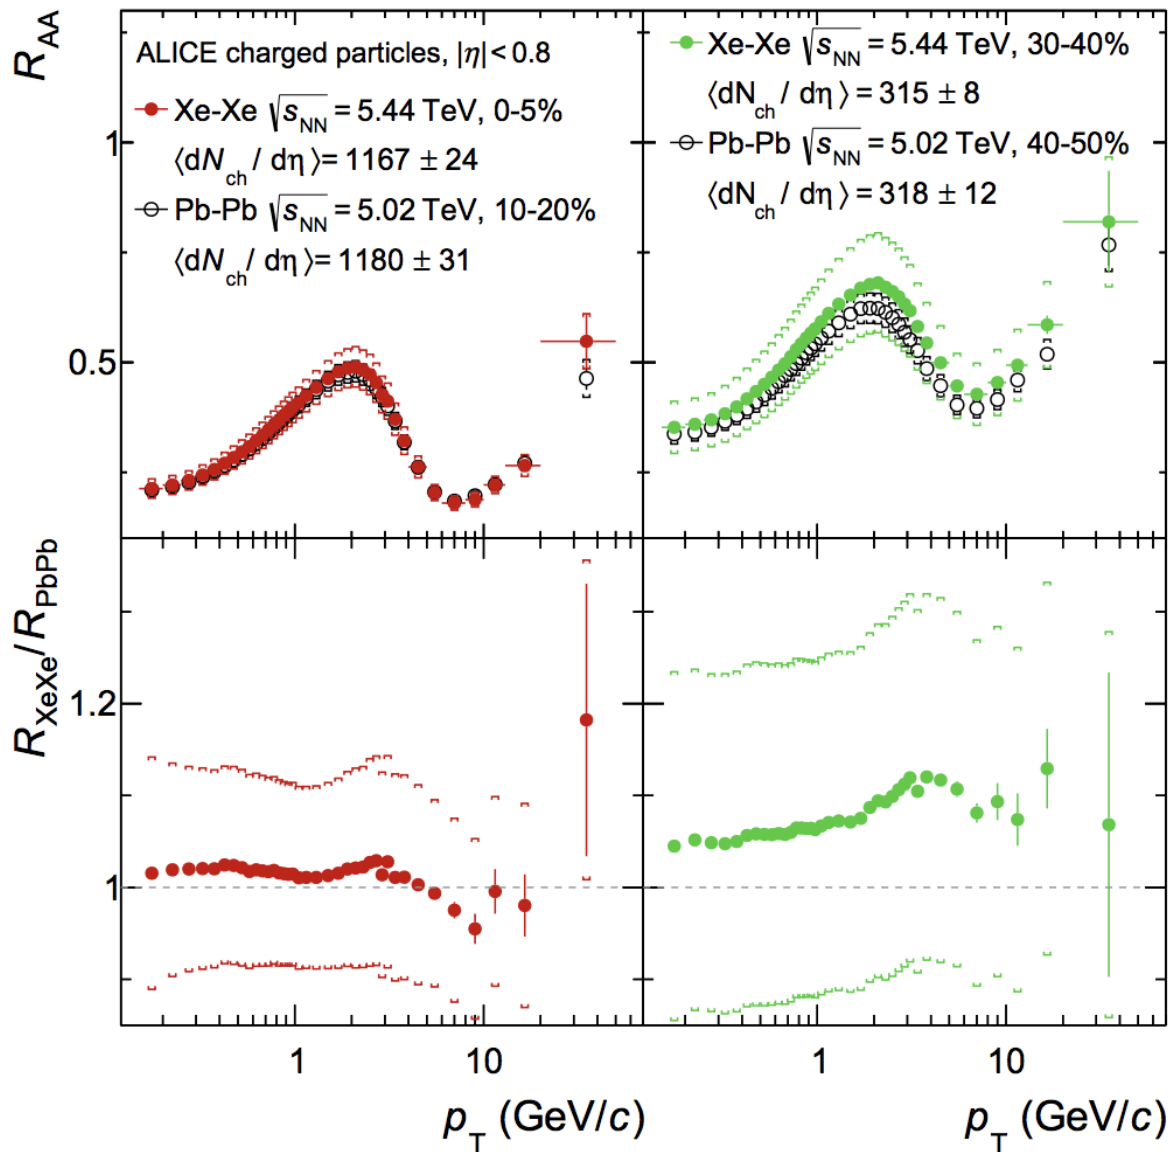 R_AA
ALICE charged particles, |η| < 0.8
Xe-Xe √s_NN = 5.44 TeV, 0-5%
⟨dN_ch / dη⟩ = 1167 ± 24
Pb-Pb √s_NN = 5.02 TeV, 10-20%
⟨dN_ch / dη⟩ = 1180 ± 31
Xe-Xe √s_NN = 5.44 TeV, 30-40%
⟨dN_ch / dη⟩ = 315 ± 8
Pb-Pb √s_NN = 5.02 TeV, 40-50%
⟨dN_ch / dη⟩ = 318 ± 12
1
0.5
R_XeXe/R_PbPb
1.2
1
1 10
1 10
p_T (GeV/c)
p_T (GeV/c)